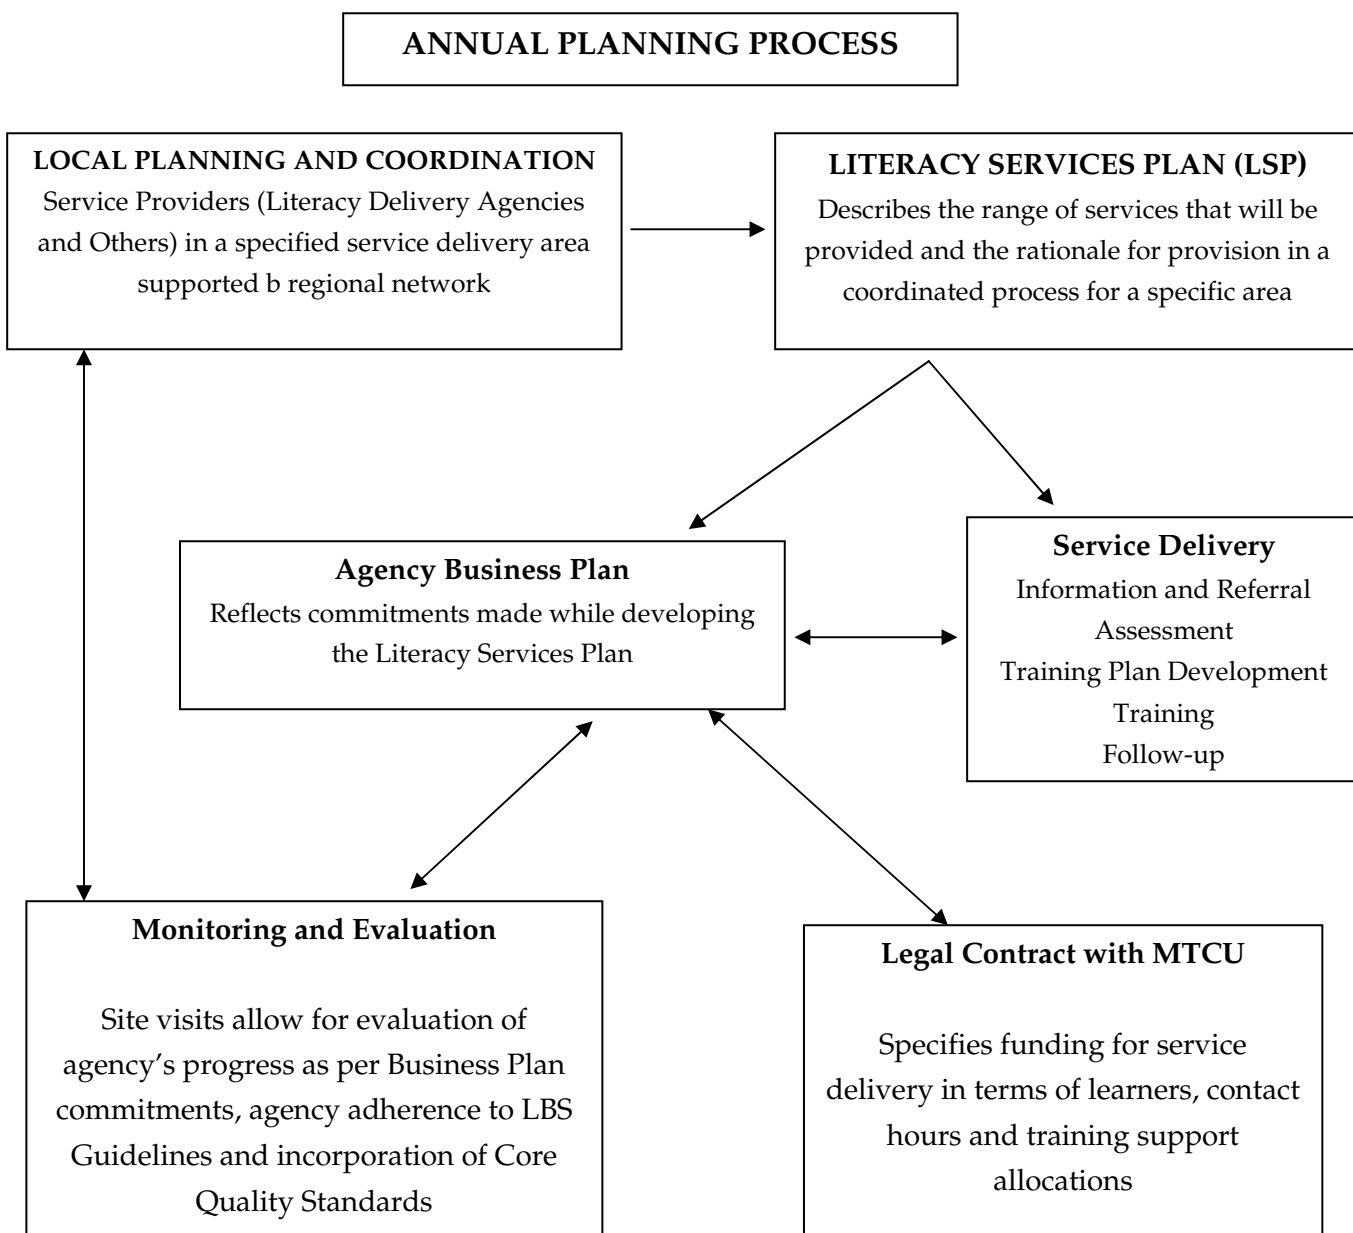 ANNUAL PLANNING PROCESS
LOCAL PLANNING AND COORDINATION
Service Providers (Literacy Delivery Agencies
and Others) in a specified service delivery area
supported b regional network
LITERACY SERVICES PLAN (LSP)
Describes the range of services that will be
provided and the rationale for provision in a
coordinated process for a specific area
Agency Business Plan
Reflects commitments made while developing
the Literacy Services Plan
Service Delivery
Information and Referral
Assessment
Training Plan Development
Training
Follow-up
Monitoring and Evaluation
Site visits allow for evaluation of
agency’s progress as per Business Plan
commitments, agency adherence to LBS
Guidelines and incorporation of Core
Quality Standards
Legal Contract with MTCU
Specifies funding for service
delivery in terms of learners, contact
hours and training support
allocations